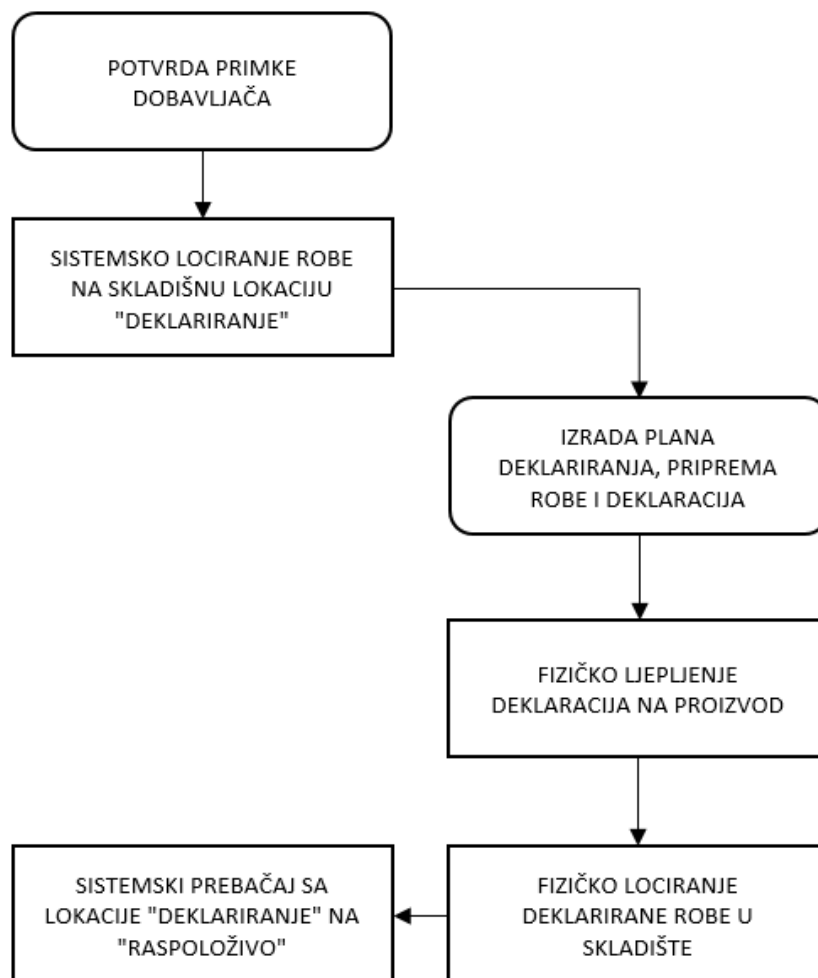 POTVRDA PRIMKE
DOBAVLJAČA
SISTEMSKO LOCIRANJE ROBE
NA SKLADIŠNU LOKACIJU
"DEKLARIRANJE"
IZRADA PLANA
DEKLARIRANJA, PRIPREMA
ROBE I DEKLARACIJA
FIZIČKO LJEPLJENJE
DEKLARACIJA NA PROIZVOD
FIZIČKO LOCIRANJE
DEKLARIRANE ROBE U
SKLADIŠTE
SISTEMSKI PREBAČAJ SA
LOKACIJE "DEKLARIRANJE" NA
"RASPOLOŽIVO"